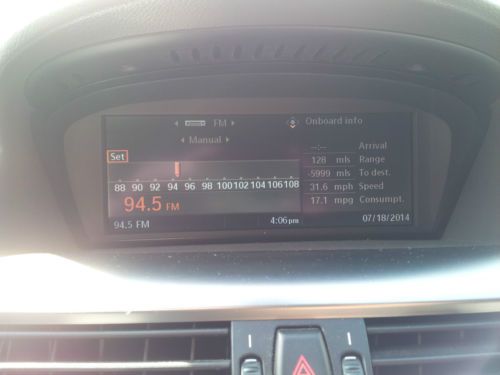 FM
Onboard info
Manual
Set
--:-- Arrival
128 mls Range
-5999 mls To dest.
31.6 mph Speed
17.1 mpg Consumpt.
88 90 92 94 96 98 100 102 104 106 108
94.5 FM
94.5 FM 4:06pm 07/18/2014